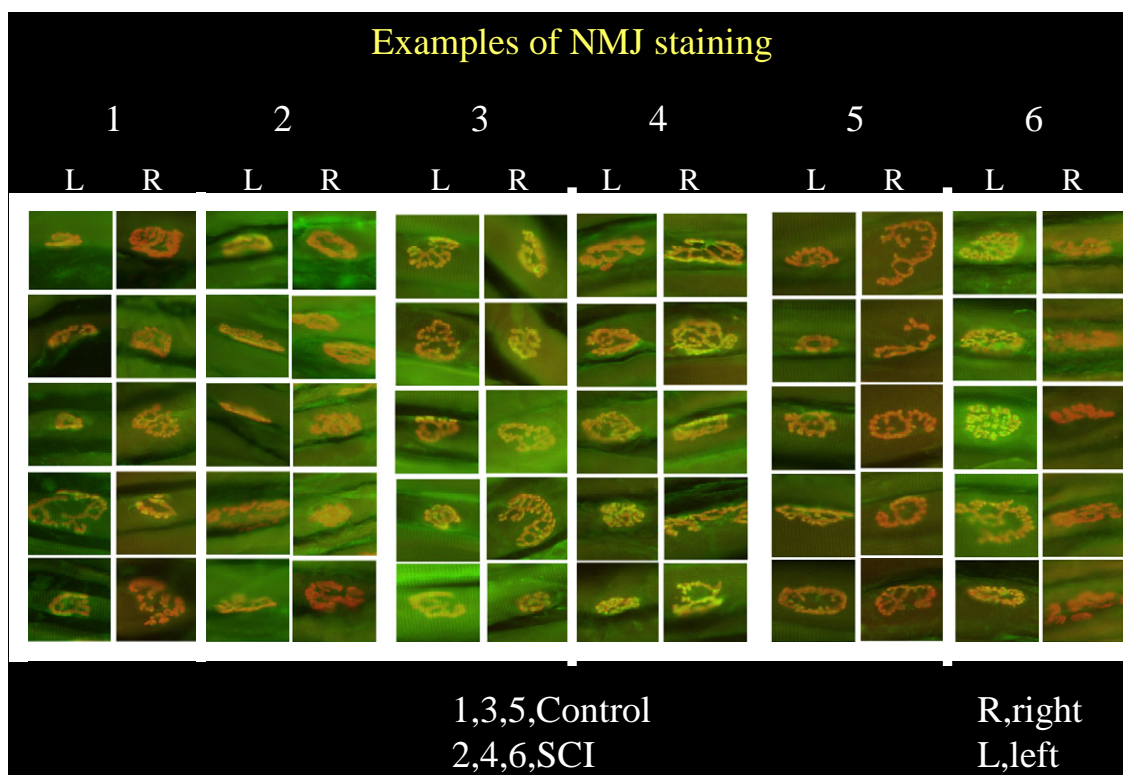 Examples of NMJ staining
1 2 3 4 5 6
L R L R L R L R L R L R
1,3,5,Control
2,4,6,SCI
R,right
L,left